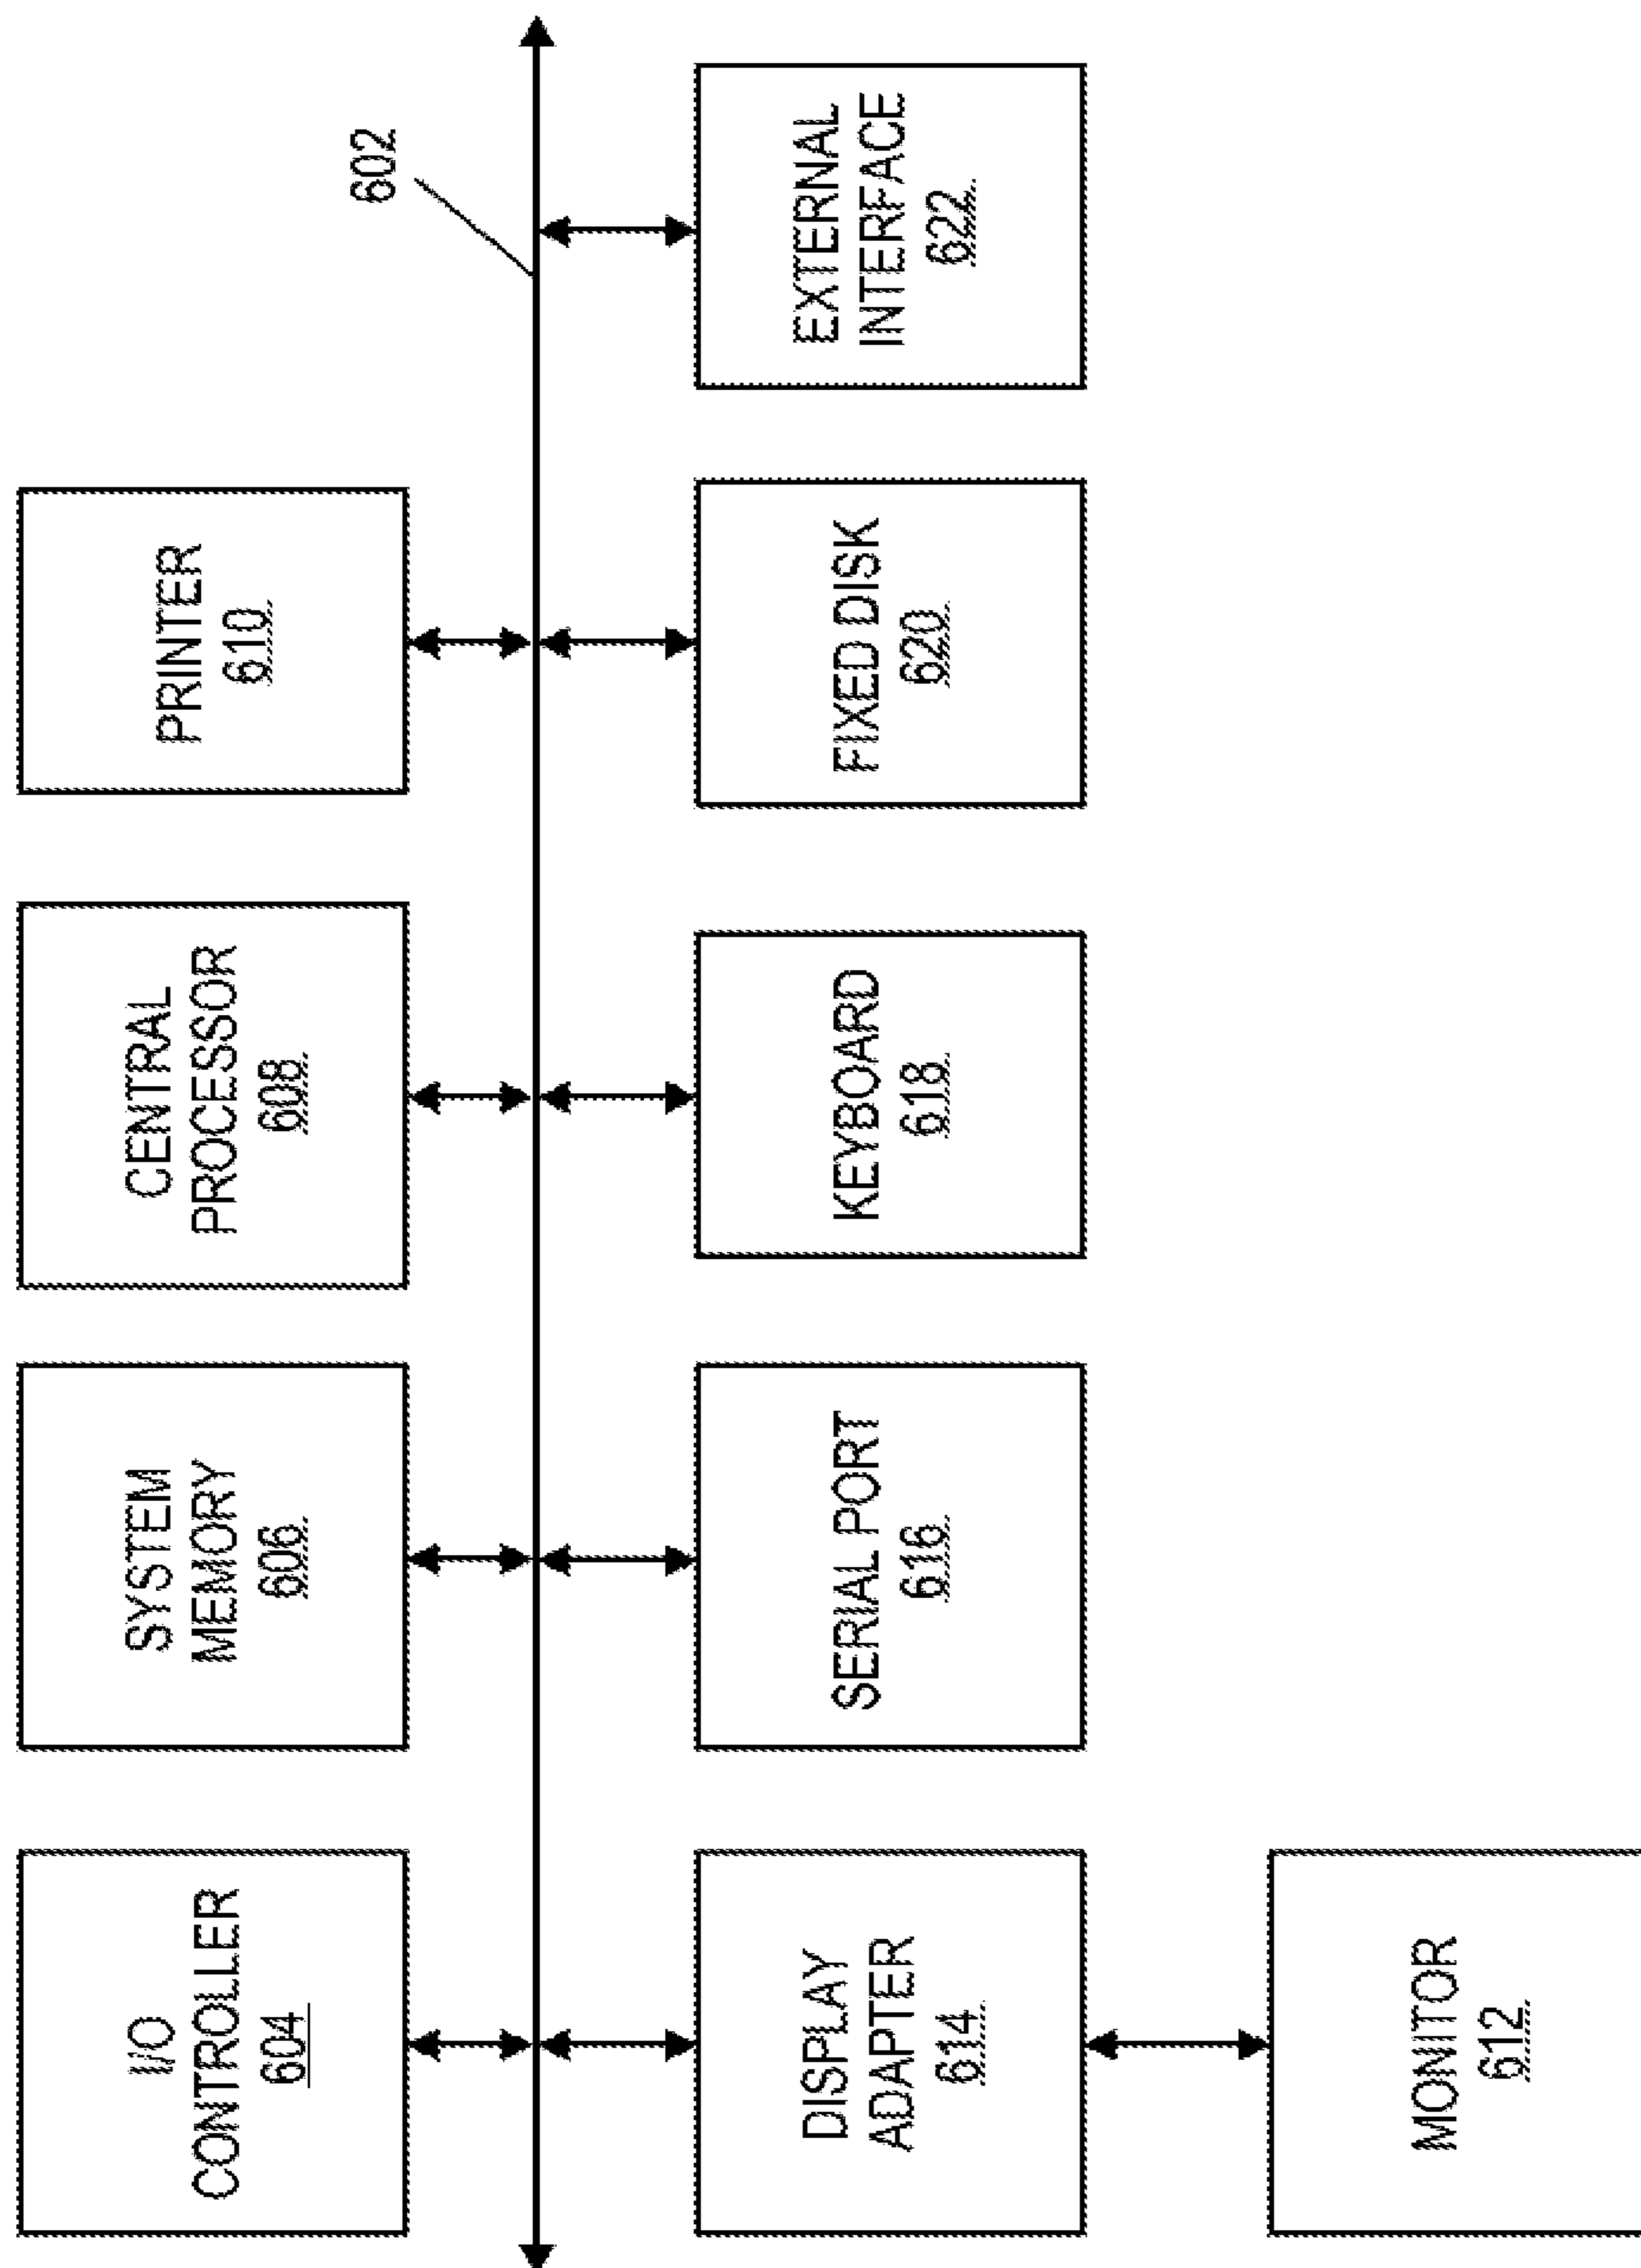 I/O
CONTROLLER
604
SYSTEM
MEMORY
606
CENTRAL
PROCESSOR
608
PRINTER
610
602
DISPLAY
ADAPTER
614
SERIAL PORT
616
KEYBOARD
618
FIXED DISK
620
EXTERNAL
INTERFACE
622
MONITOR
612